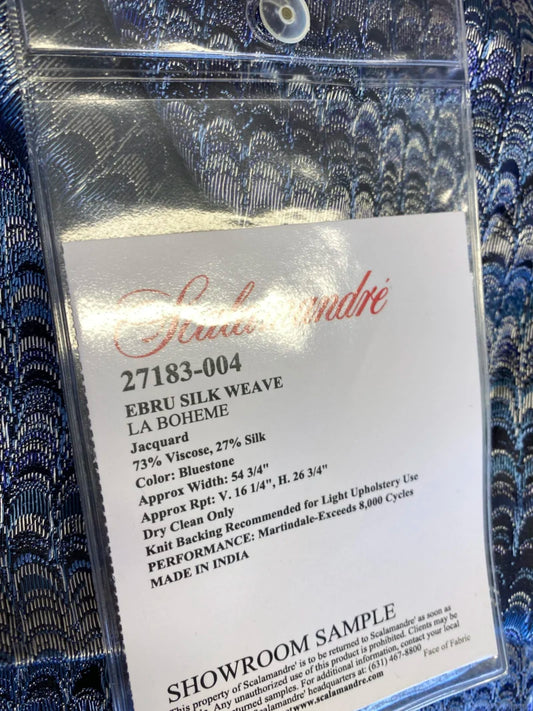 Scalamandré
27183-004
EBRU SILK WEAVE
LA BOHEME
Jacquard
73% Viscose, 27% Silk
Color: Bluestone
Approx Width: 54 3/4"
Approx Rpt: V. 16 1/4", H. 26 3/4"
Dry Clean Only
Knit Backing Recommended for Light Upholstery Use
PERFORMANCE: Martindale-Exceeds 8,000 Cycles
MADE IN INDIA
SHOWROOM SAMPLE
This property of Scalamandre' is to be returned to Scalamandre' as soon as
Any unauthorized use of this product is prohibited. Clients may be
returned samples. For additional information, contact your local
Scalamandre' headquarters at: (631) 467-8800
www.scalamandre.com
Face of Fabric